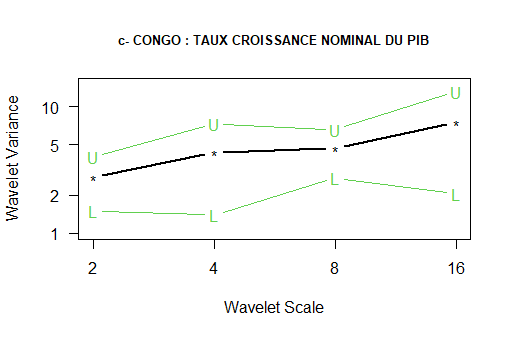 c- CONGO : TAUX CROISSANCE NOMINAL DU PIB
Wavelet Variance
10
5
2
1
U U U U
* * * *
L L L L
2 4 8 16
Wavelet Scale